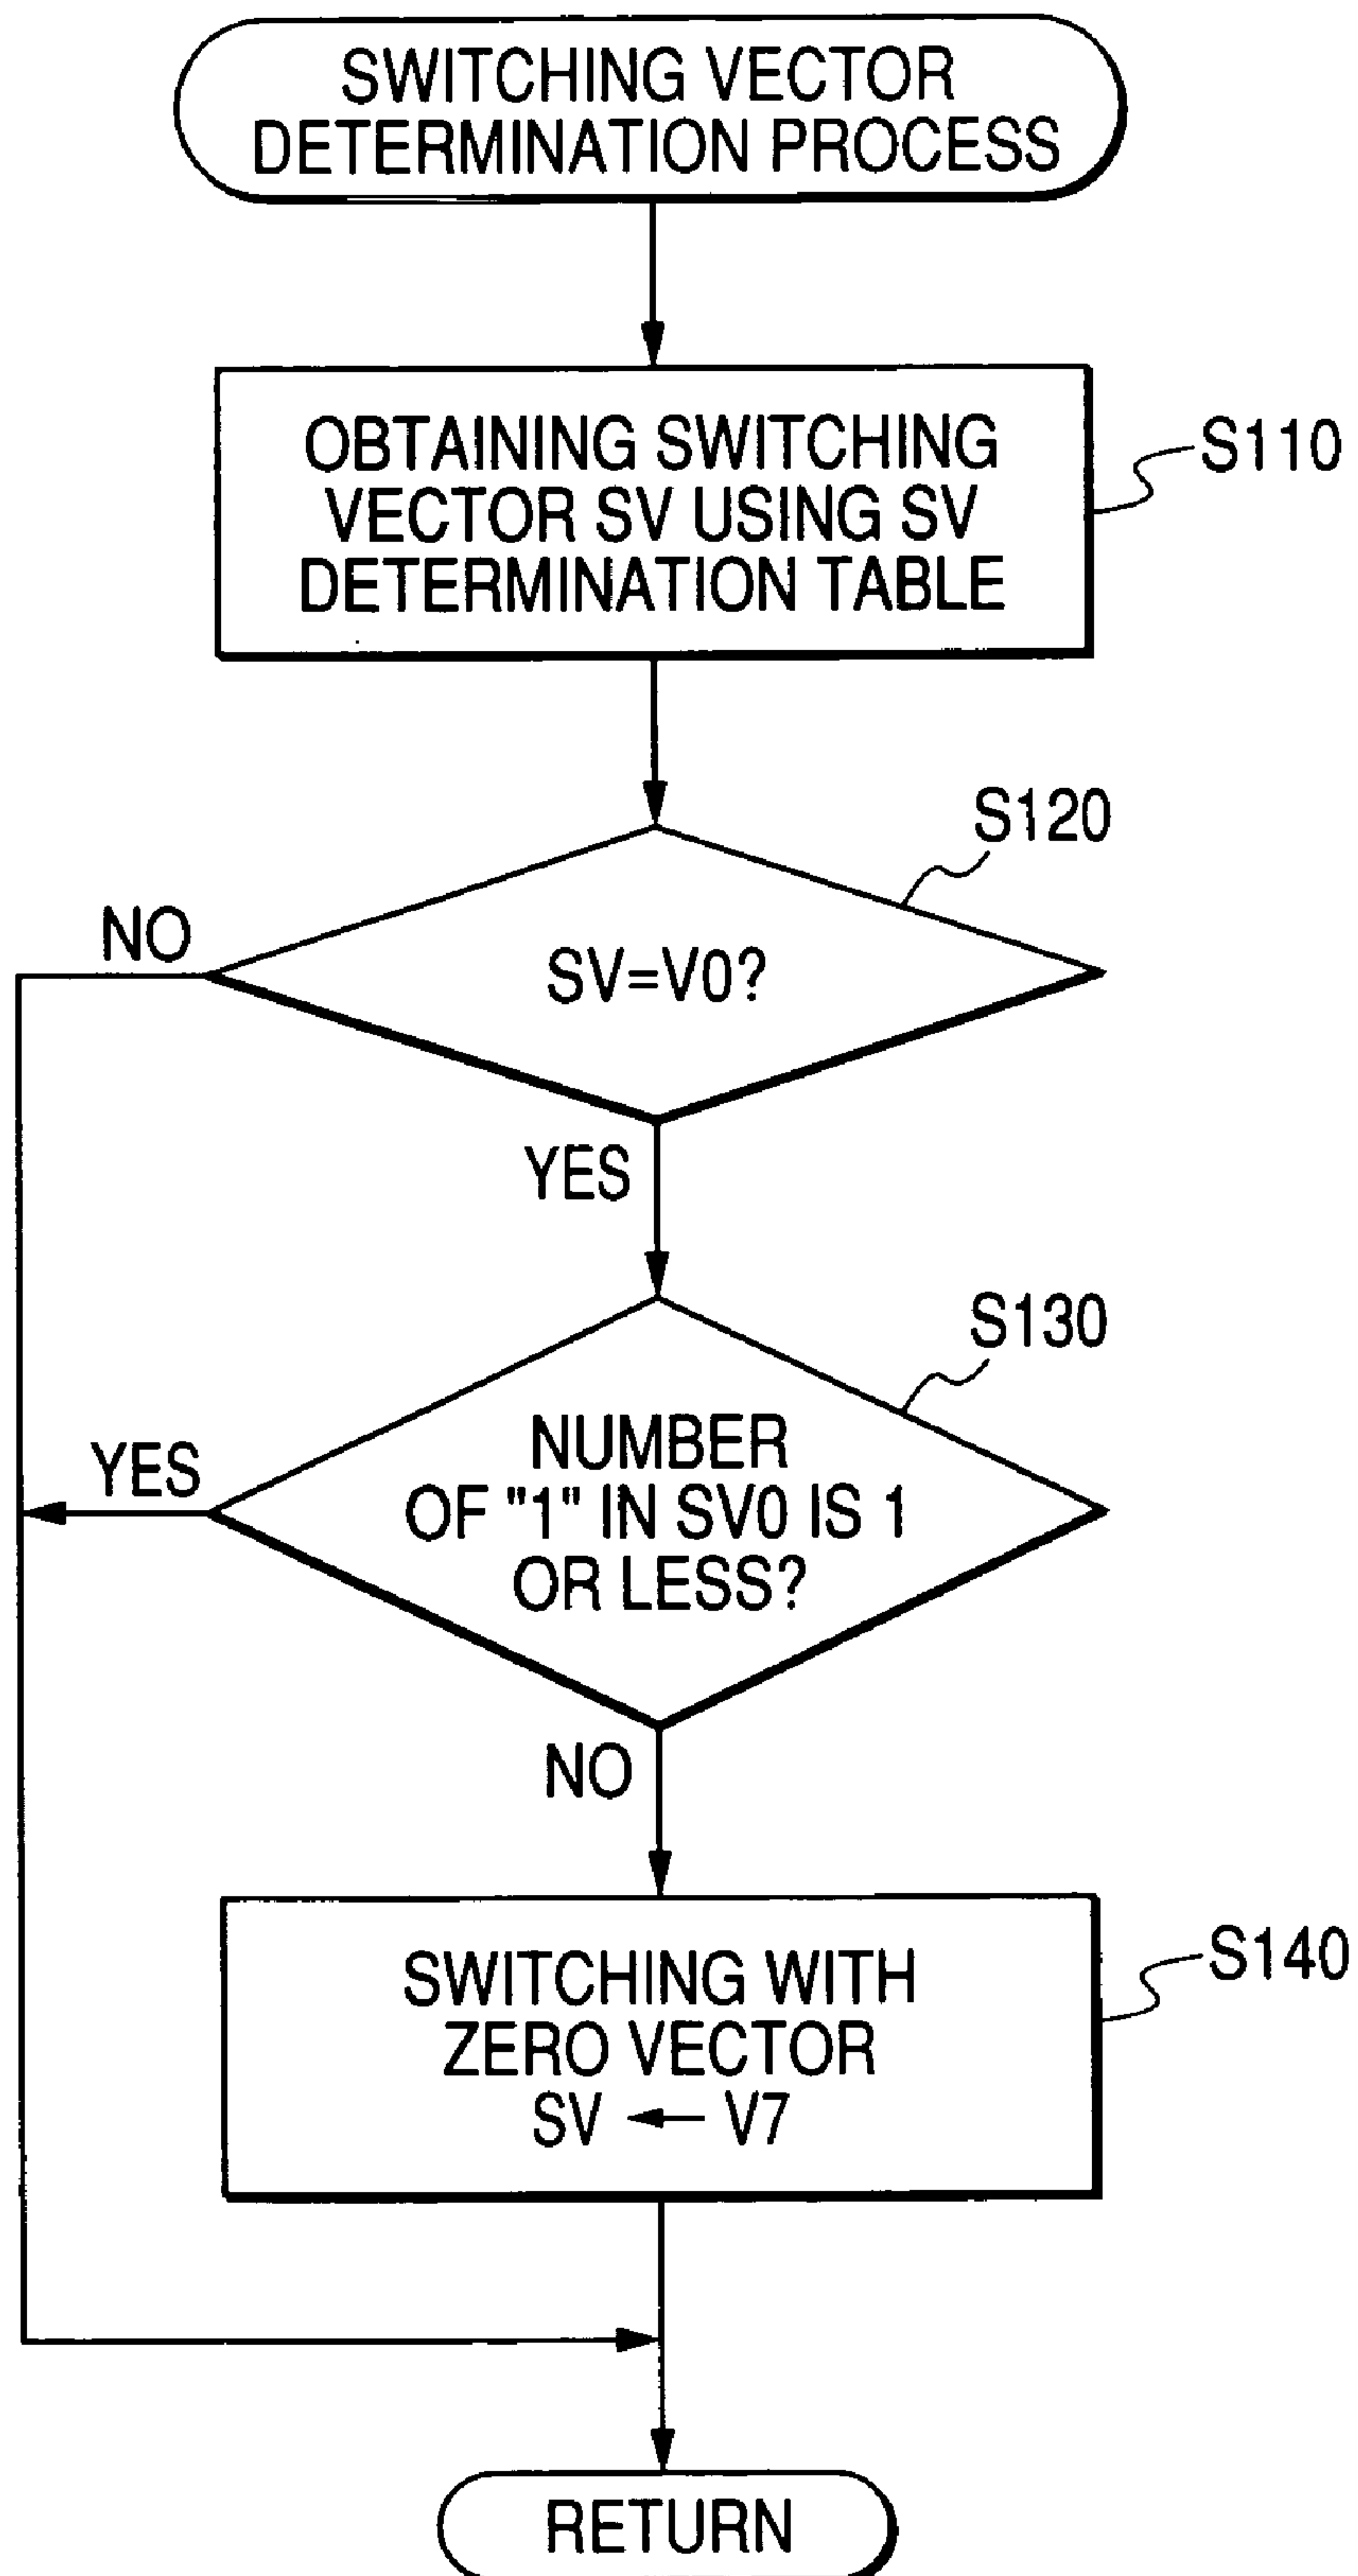 SWITCHING VECTOR
DETERMINATION PROCESS
OBTAINING SWITCHING
VECTOR SV USING SV
DETERMINATION TABLE
S110
S120
NO
SV=V0?
YES
S130
YES
NUMBER
OF "1" IN SV0 IS 1
OR LESS?
NO
SWITCHING WITH
ZERO VECTOR
SV ← V7
S140
RETURN